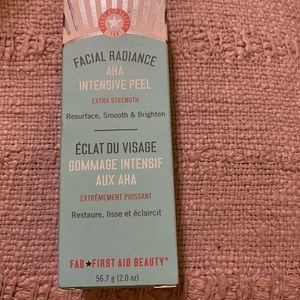 FACIAL RADIANCE
AHA
INTENSIVE PEEL
EXTRA STRENGTH
Resurface, Smooth & Brighten
ÉCLAT DU VISAGE
GOMMAGE INTENSIF
AUX AHA
EXTRÊMEMENT PUISSANT
Restaure, lisse et éclaircit
FAB★FIRST AID BEAUTY®
56.7 g (2.0 oz)